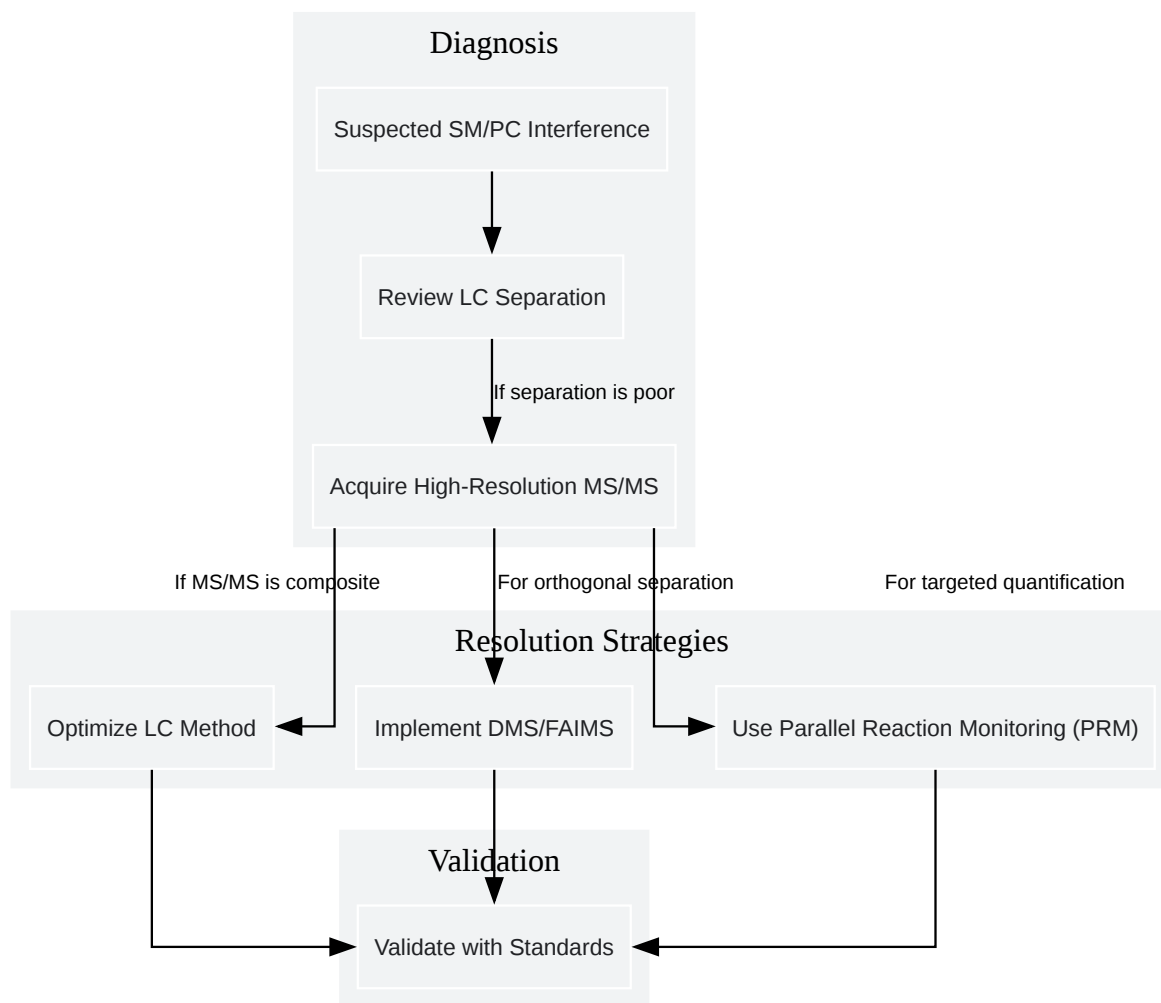 Diagnosis
Suspected SM/PC Interference
Review LC Separation
If separation is poor
Acquire High-Resolution MS/MS
If MS/MS is composite
For orthogonal separation
For targeted quantification
Resolution Strategies
Optimize LC Method
Implement DMS/FAIMS
Use Parallel Reaction Monitoring (PRM)
Validation
Validate with Standards